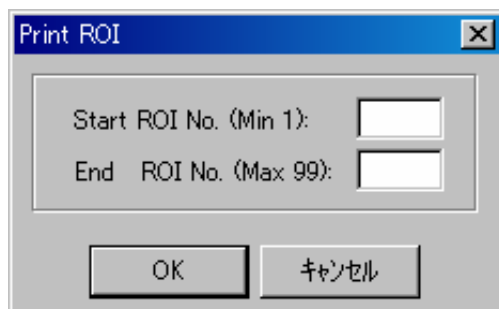 Print ROI
Start ROI No. (Min 1):
End ROI No. (Max 99):
OK
キャンセル